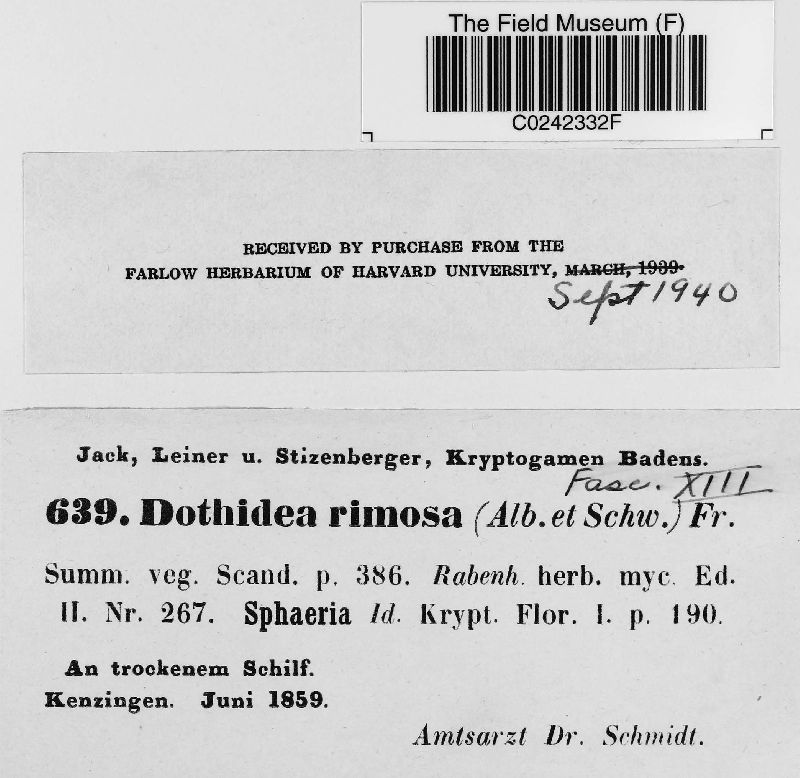 The Field Museum (F)
C0242332F
RECEIVED BY PURCHASE FROM THE
FARLOW HERBARIUM OF HARVARD UNIVERSITY, MARCH, 1939.
Sept 1940
Jack, Leiner u. Stizenberger, Kryptogamen Badens.
Fasc. XIII
639. Dothidea rimosa (Alb. et Schw.) Fr.
Summ. veg. Scand. p. 386. Rabenh. herb. myc. Ed.
II. Nr. 267. Sphaeria Id. Krypt. Flor. I. p. 190.
An trockenem Schilf.
Kenzingen. Juni 1859.
Amtsarzt Dr. Schmidt.